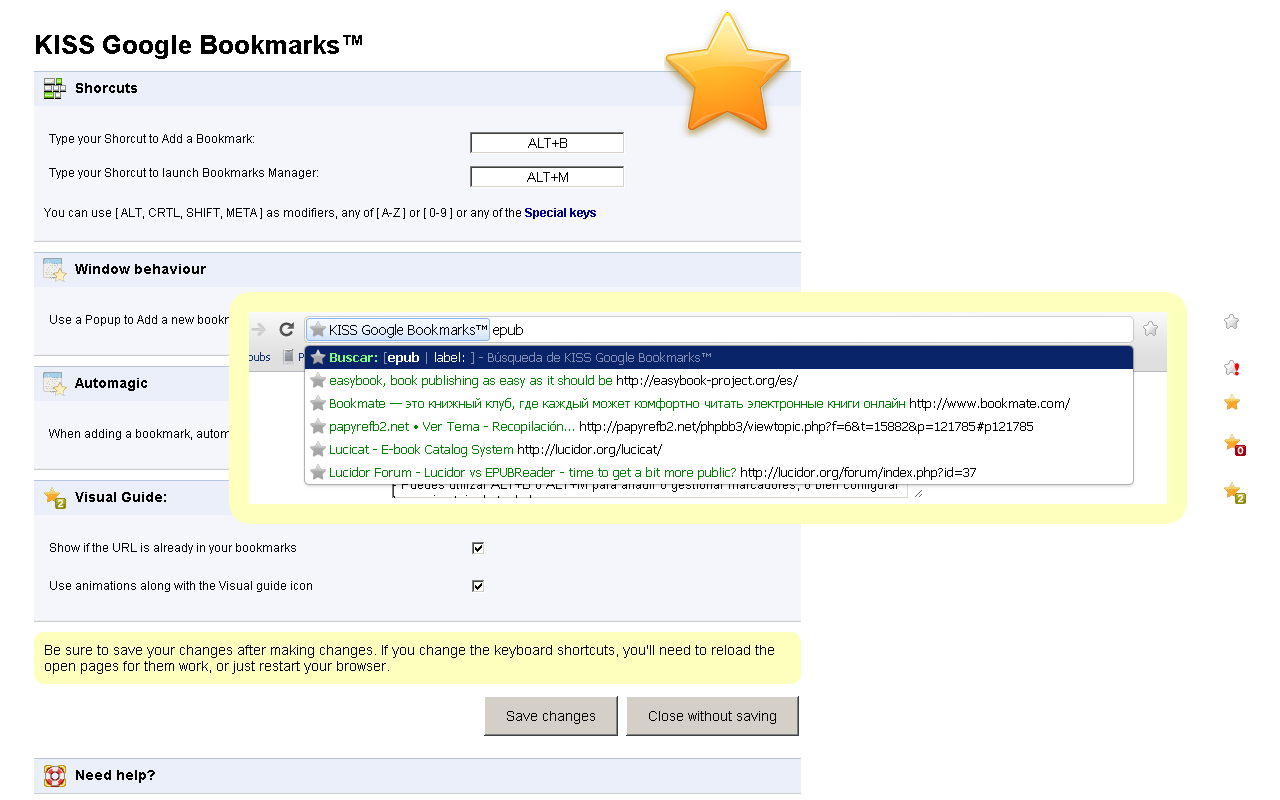 KISS Google Bookmarks™
Shorcuts
Type your Shorcut to Add a Bookmark:
ALT+B
Type your Shorcut to launch Bookmarks Manager:
ALT+M
You can use [ ALT, CRTL, SHIFT, META ] as modifiers, any of [ A-Z ] or [ 0-9 ] or any of the Special keys
Window behaviour
Use a Popup to Add a new bookm
KISS Google Bookmarks™ epub
oubs P
Buscar: [epub | label: ] - Búsqueda de KISS Google Bookmarks™
easybook, book publishing as easy as it should be http://easybook-project.org/es/
Bookmate — это книжный клуб, где каждый может комфортно читать электронные книги онлайн http://www.bookmate.com/
papyrefb2.net • Ver Tema - Recopilación... http://papyrefb2.net/phpbb3/viewtopic.php?f=6&t=15882&p=121785#p121785
Lucicat - E-book Catalog System http://lucidor.org/lucicat/
Lucidor Forum - Lucidor vs EPUBReader - time to get a bit more public? http://lucidor.org/forum/index.php?id=37
Puedes utilizar ALT+B o ALT+M para añadir o gestionar marcadores, o bien configurar
Automagic
When adding a bookmark, autom
0
2
Visual Guide:
2
Show if the URL is already in your bookmarks
Use animations along with the Visual guide icon
Be sure to save your changes after making changes. If you change the keyboard shortcuts, you'll need to reload the
open pages for them work, or just restart your browser.
Save changes
Close without saving
Need help?